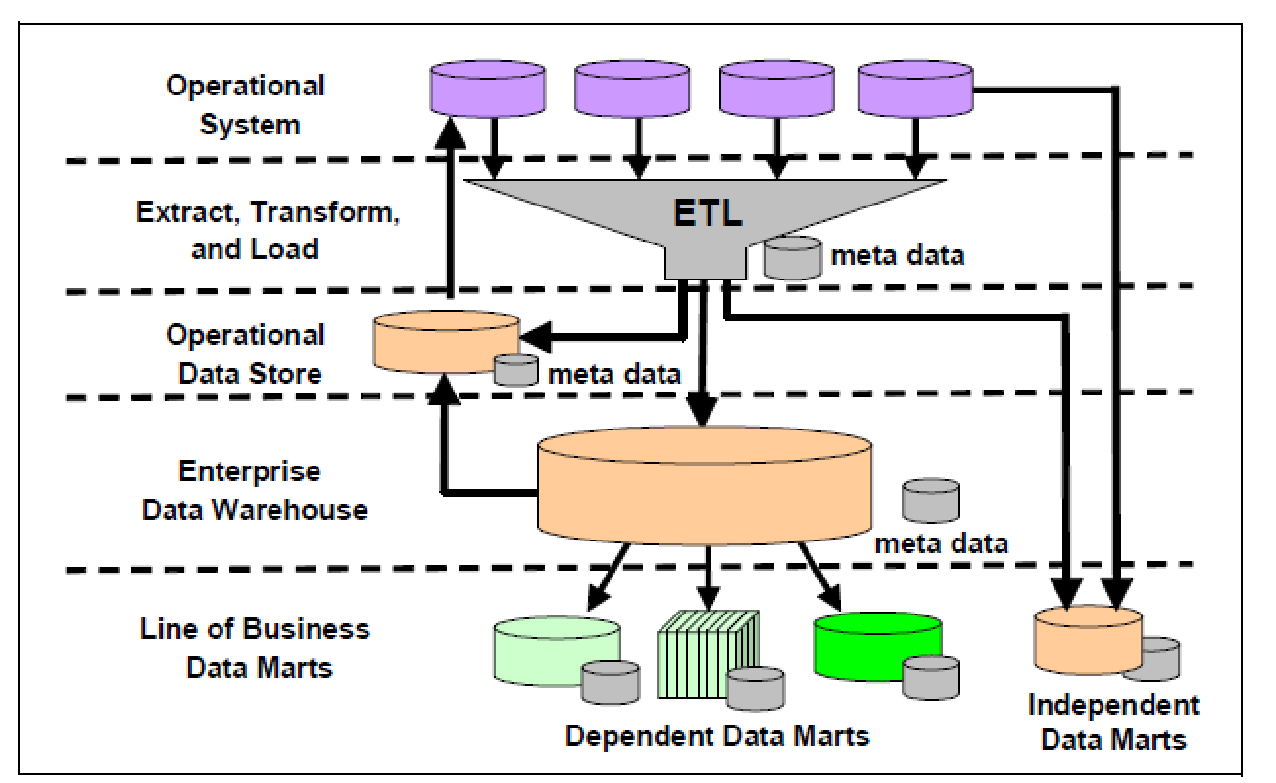 Operational
System
Extract, Transform,
and Load
ETL
meta data
Operational
Data Store
meta data
Enterprise
Data Warehouse
meta data
Line of Business
Data Marts
Dependent Data Marts
Independent
Data Marts